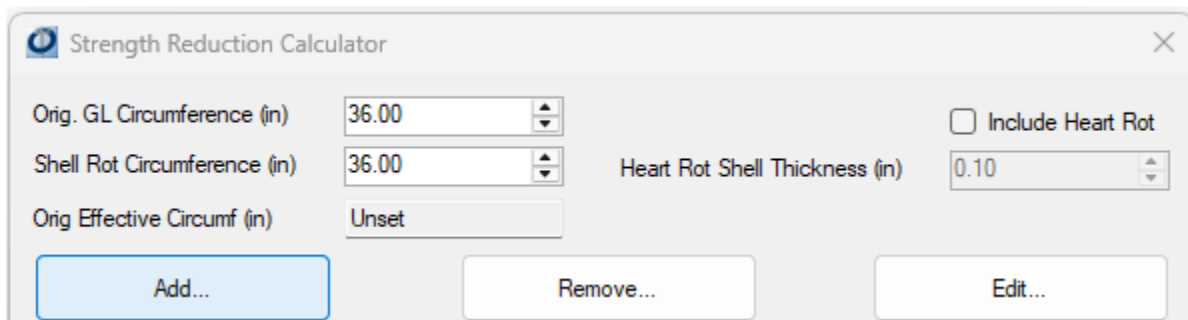 Strength Reduction Calculator
Orig. GL Circumference (in) 36.00 Include Heart Rot
Shell Rot Circumference (in) 36.00 Heart Rot Shell Thickness (in) 0.10
Orig Effective Circumf (in) Unset
Add... Remove... Edit...